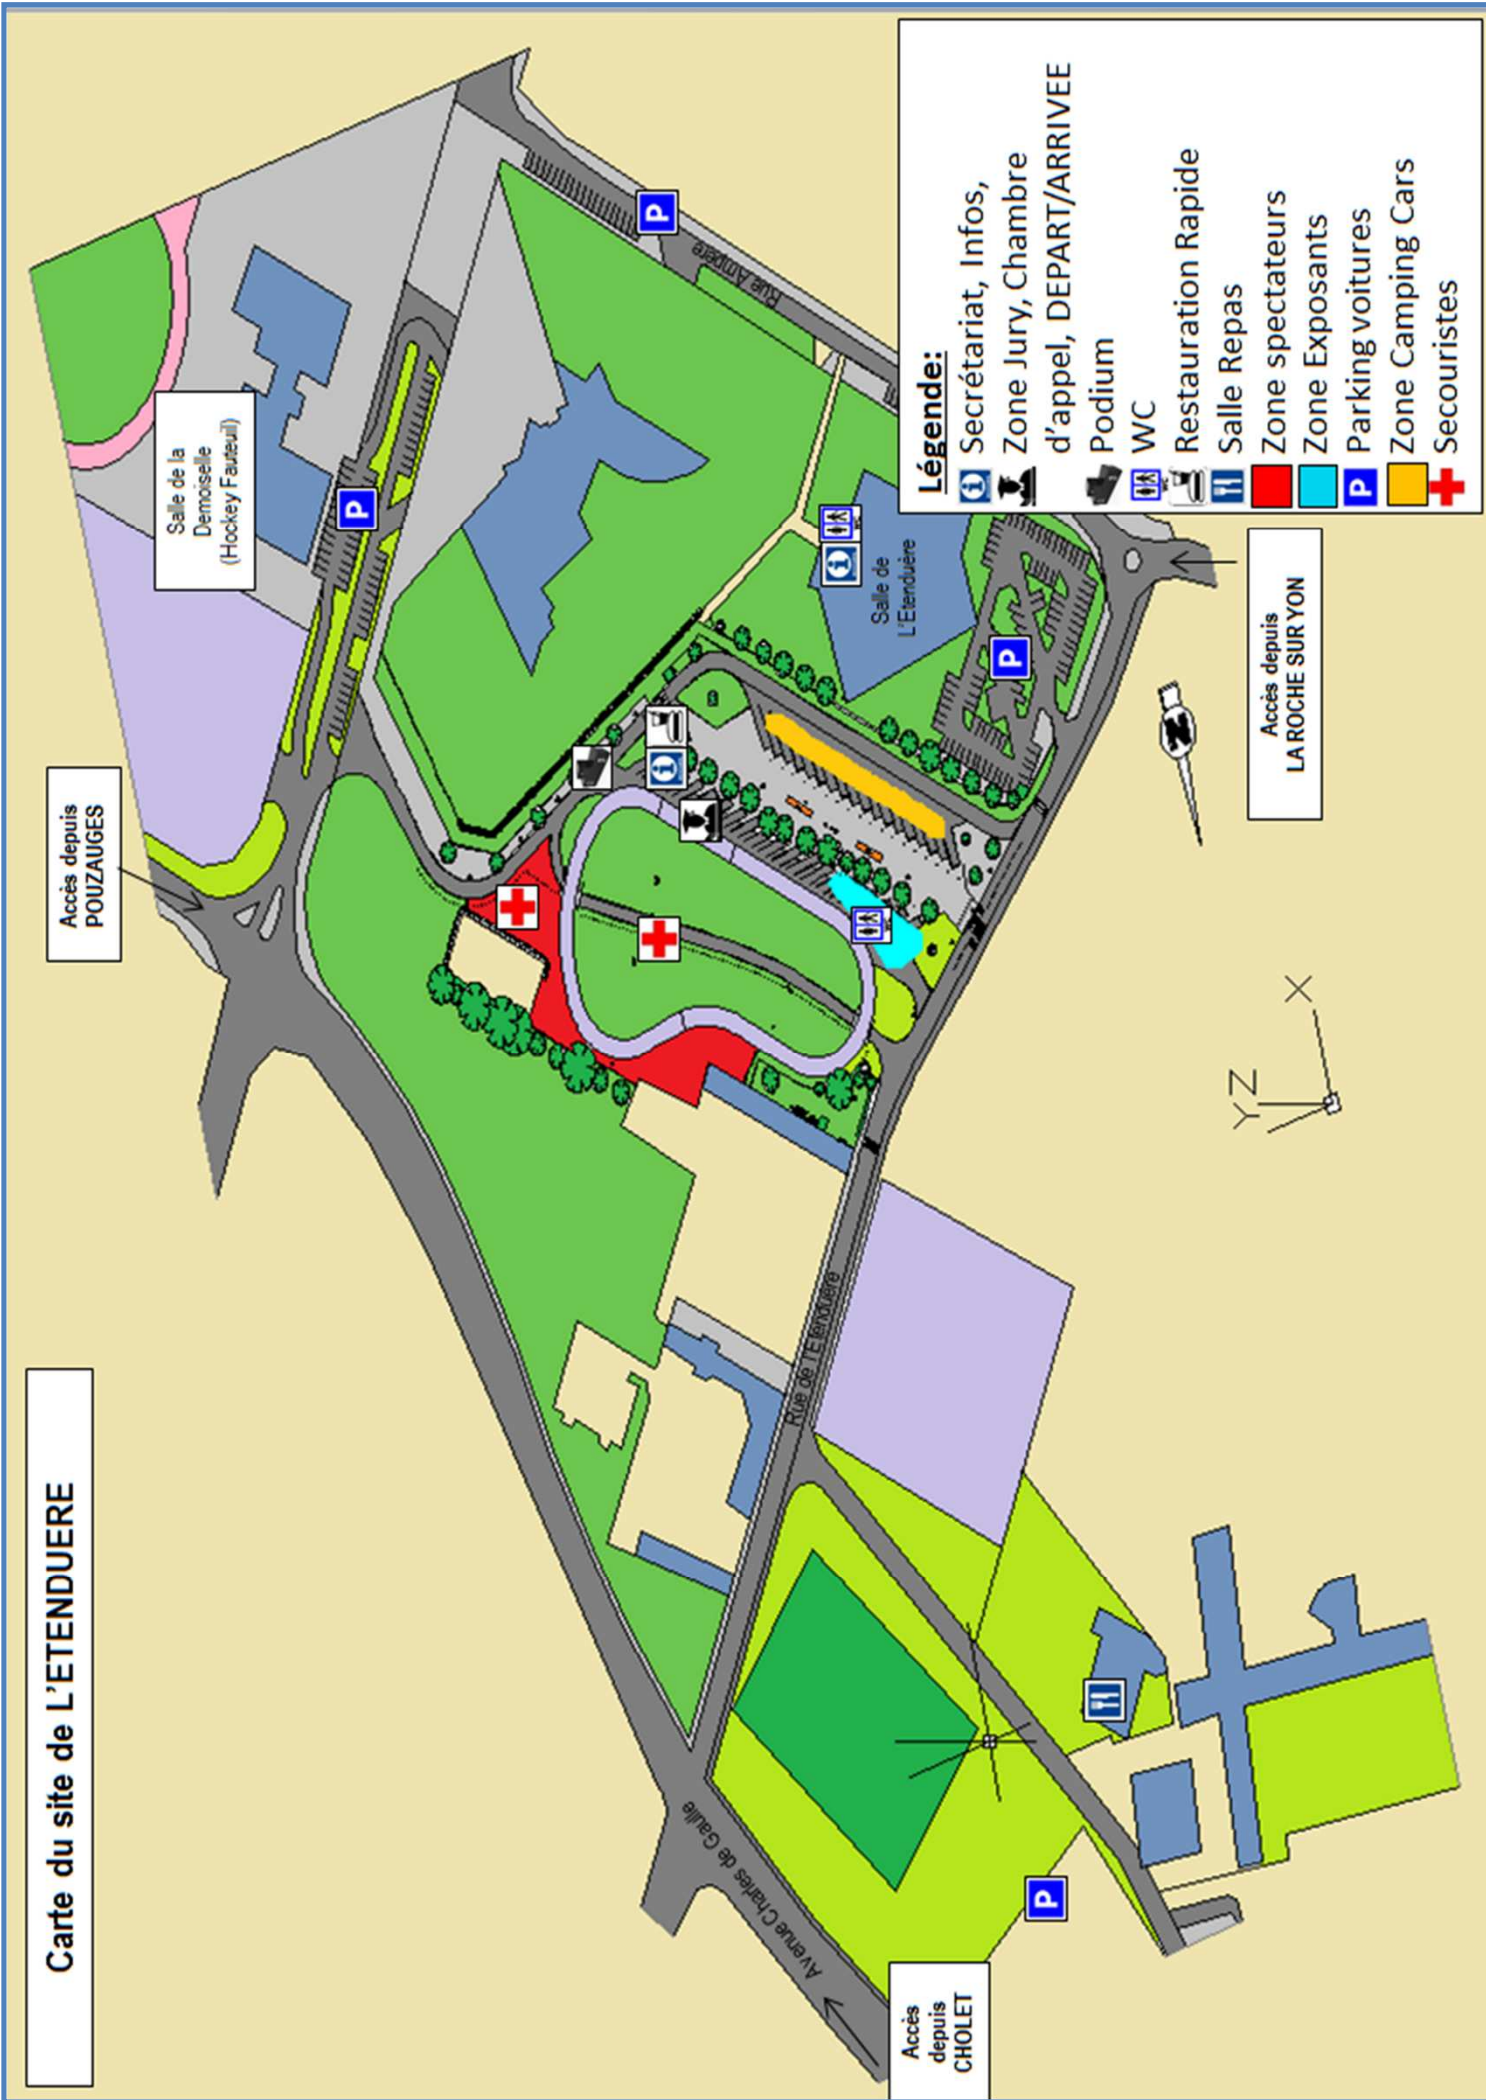 Carte du site de L'ETENDUERE
Accès depuis
POUZAUGES
Salle de la
Demoiselle
(Hockey Fauteuil)
P
P
Rue Ampère
Salle de
L'Etenduère
WC
P
WC
Rue de l'Etenduère
Avenue Charles de Gaulle
P
Accès
depuis
CHOLET
Accès depuis
LA ROCHE SUR YON
N
X
Y
Z
Légende:
Secrétariat, Infos,
Zone Jury, Chambre
d'appel, DEPART/ARRIVEE
Podium
WC
WC
Restauration Rapide
Salle Repas
Zone spectateurs
Zone Exposants
P Parking voitures
Zone Camping Cars
Secouristes